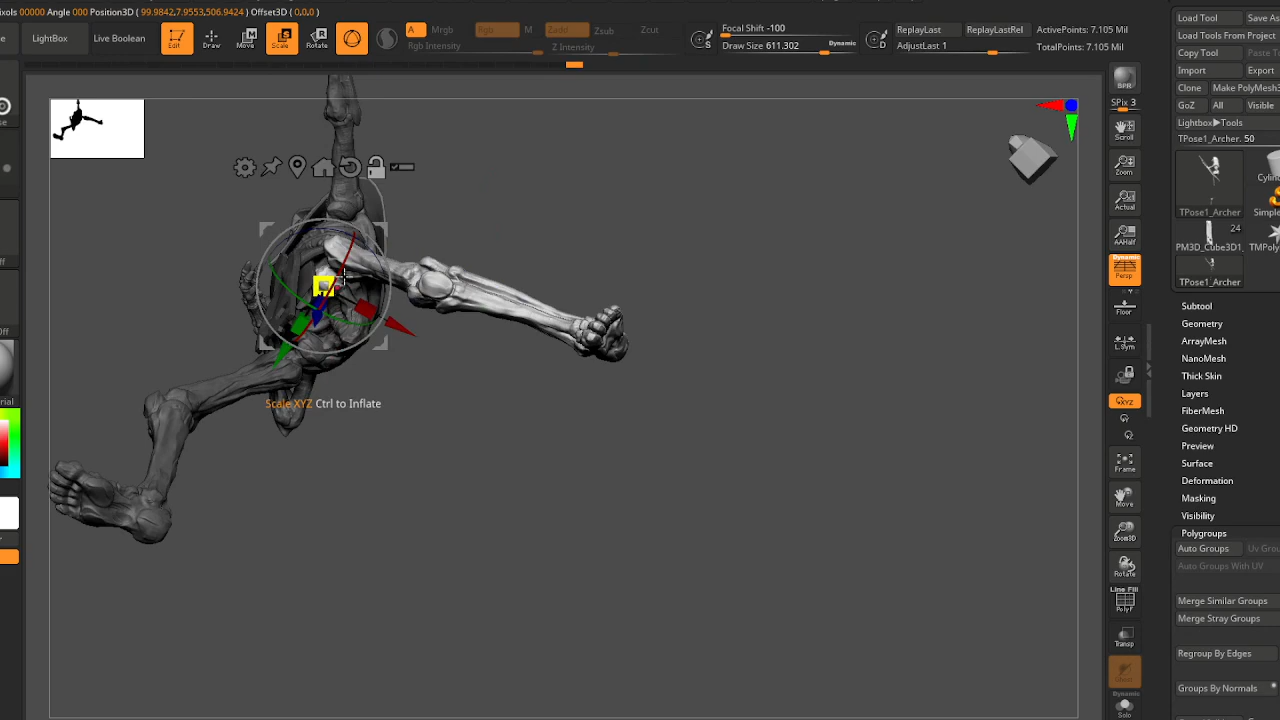 ixols 00000 Angle 000 Position3D ( 99.9842,7.9553,506.9424 ) Offset3D ( 0,0,0 )
LightBox
Live Boolean
Edit
Draw
Move
Scale
Rotate
A
Mrgb
Rgb
M
Zadd
Zsub
Zcut
Rgb Intensity
Z Intensity
Focal Shift -100
Draw Size 611.302
Dynamic
ReplayLast
ReplayLastRel
AdjustLast 1
ActivePoints: 7.105 Mil
TotalPoints: 7.105 Mil
Load Tool
Save As
Load Tools From Project
Copy Tool
Paste To
Import
Export
Clone
Make PolyMesh3
GoZ
All
Visible
Lightbox▶Tools
TPose1_Archer. 50
TPose1_Archer
Cylin
Simple
24
PM3D_Cube3D1_
TMPoly
TPose1_Archer
Subtool
Geometry
ArrayMesh
NanoMesh
Thick Skin
Layers
FiberMesh
Geometry HD
Preview
Surface
Deformation
Masking
Visibility
Polygroups
Auto Groups
Uv Grou
Auto Groups With UV
Merge Similar Groups
Merge Stray Groups
Regroup By Edges
Groups By Normals
BPR
SPix 3
Scroll
Zoom
Actual
AAHalf
Dynamic
Persp
Floor
L.Sym
XYZ
Frame
Move
Zoom3D
Rotate
Line Fill
PolyF
Transp
Dynamic
Solo
Scale XYZ Ctrl to Inflate